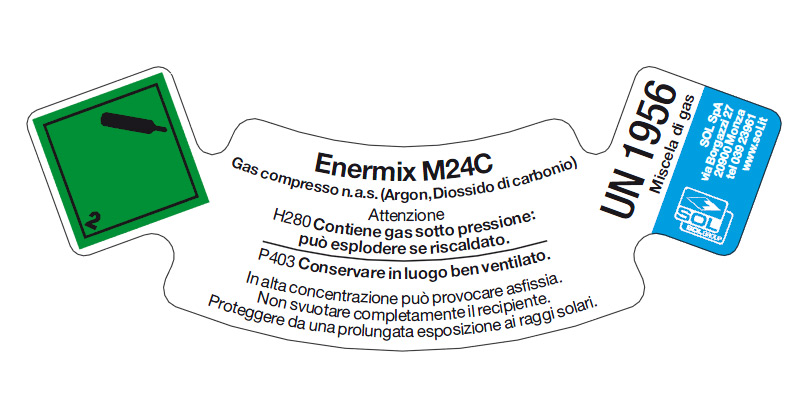 2
Enermix M24C
Gas compresso n.a.s. (Argon, Diossido di carbonio)
Attenzione
H280 Contiene gas sotto pressione:
può esplodere se riscaldato.
P403 Conservare in luogo ben ventilato.
In alta concentrazione può provocare asfissia.
Non svuotare completamente il recipiente.
Proteggere da una prolungata esposizione ai raggi solari.
UN 1956
Miscela di gas
SOL SpA
via Borgazzi 27
20900 Monza
tel 039 23961
www.sol.it
SOL
SOL GROUP